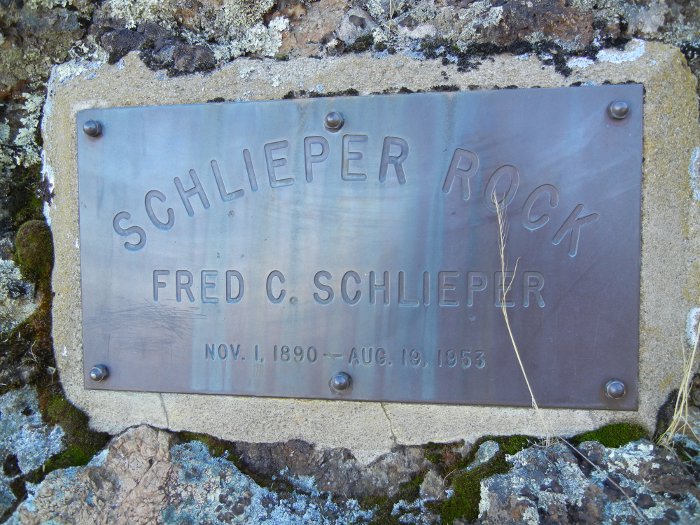 SCHLIEPER ROCK
FRED C. SCHLIEPER
NOV. 1, 1890 — AUG. 19, 1953